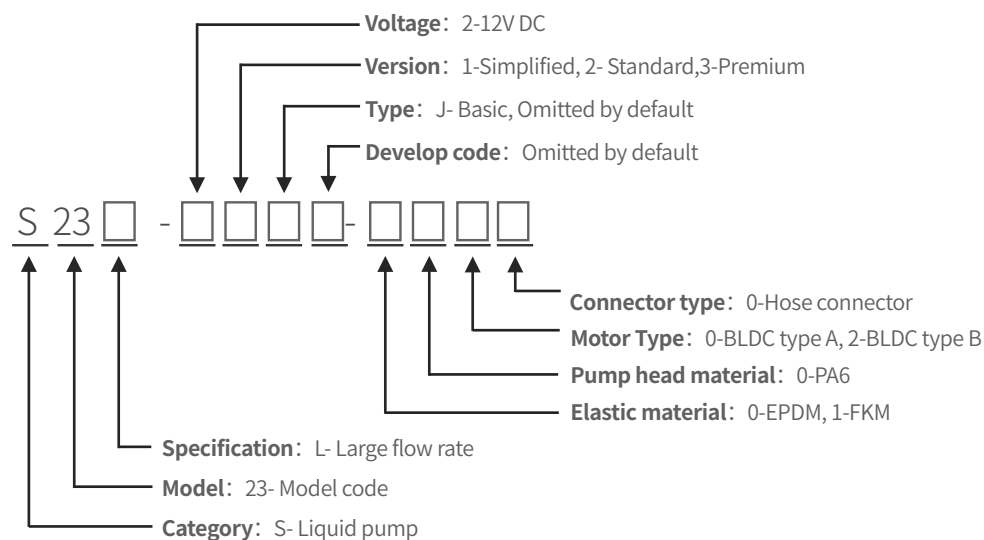 Voltage： 2-12V DC
Version： 1-Simplified, 2- Standard,3-Premium
Type： J- Basic, Omitted by default
Develop code： Omitted by default
S 23□ -□□□□-□□□□
Connector type： 0-Hose connector
Motor Type： 0-BLDC type A, 2-BLDC type B
Pump head material： 0-PA6
Elastic material： 0-EPDM, 1-FKM
Specification： L- Large flow rate
Model： 23- Model code
Category： S- Liquid pump